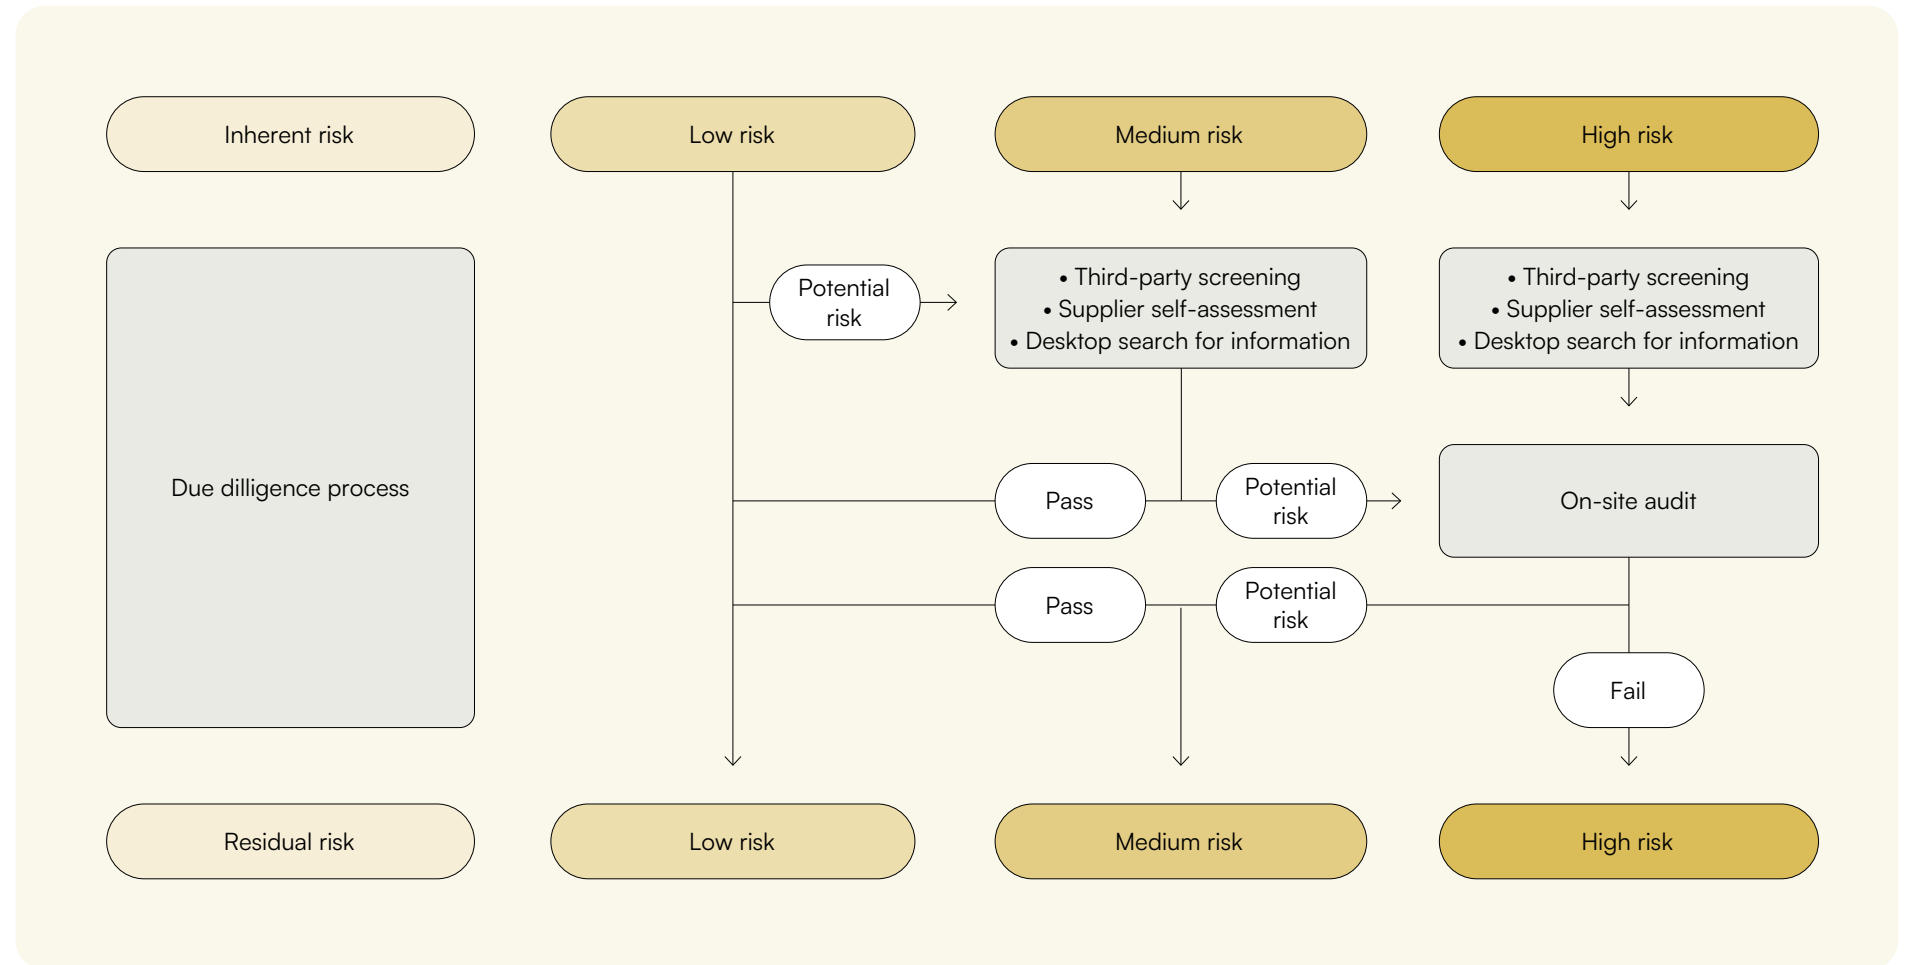 Inherent risk
Low risk
Medium risk
High risk
Potential
risk
• Third-party screening
• Supplier self-assessment
• Desktop search for information
• Third-party screening
• Supplier self-assessment
• Desktop search for information
Due dilligence process
Pass
Potential
risk
On-site audit
Pass
Potential
risk
Fail
Residual risk
Low risk
Medium risk
High risk